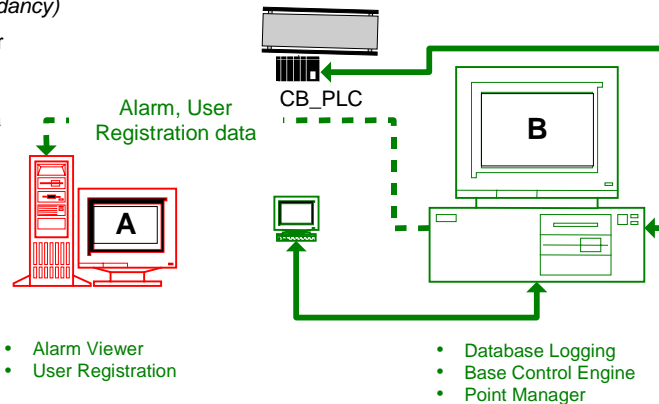 dancy)
r
CB_PLC
Alarm, User
Registration data
A
B
• Alarm Viewer
• User Registration
• Database Logging
• Base Control Engine
• Point Manager